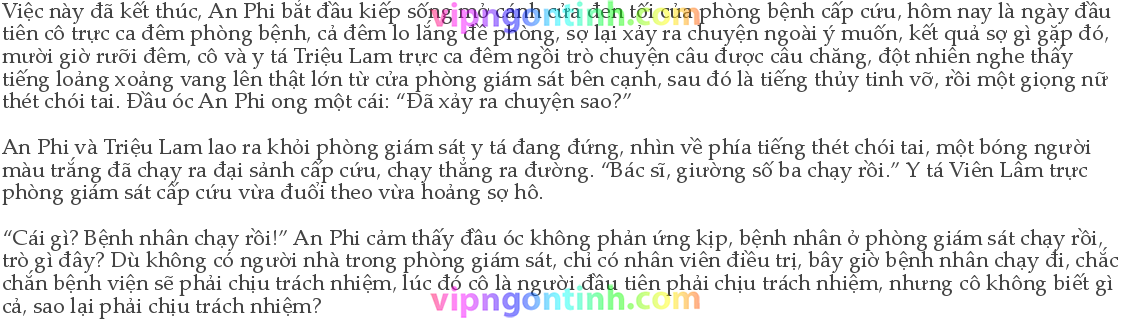 Việc này đã kết thúc, An Phi bắt đầu kiếp sống mở cánh cửa đen tối của phòng bệnh cấp cứu, hôm nay là ngày đầu
tiên cô trực ca đêm phòng bệnh, cả đêm lo lắng đề phòng, sợ lại xảy ra chuyện ngoài ý muốn, kết quả sợ gì gặp đó,
mười giờ rưỡi đêm, cô và y tá Triệu Lam trực ca đêm ngồi trò chuyện câu được câu chăng, đột nhiên nghe thấy
tiếng loảng xoảng vang lên thật lớn từ cửa phòng giám sát bên cạnh, sau đó là tiếng thủy tinh vỡ, rồi một giọng nữ
thét chói tai. Đầu óc An Phi ong một cái: “Đã xảy ra chuyện sao?”
An Phi và Triệu Lam lao ra khỏi phòng giám sát y tá đang đứng, nhìn về phía tiếng thét chói tai, một bóng người
màu trắng đã chạy ra đại sảnh cấp cứu, chạy thẳng ra đường. “Bác sĩ, giường số ba chạy rồi.” Y tá Viên Lâm trực
phòng giám sát cấp cứu vừa đuổi theo vừa hoảng sợ hô.
“Cái gì? Bệnh nhân chạy rồi!” An Phi cảm thấy đầu óc không phản ứng kịp, bệnh nhân ở phòng giám sát chạy rồi,
trò gì đây? Dù không có người nhà trong phòng giám sát, chỉ có nhân viên điều trị, bây giờ bệnh nhân chạy đi, chắc
chắn bệnh viện sẽ phải chịu trách nhiệm, lúc đó cô là người đầu tiên phải chịu trách nhiệm, nhưng cô không biết gì
cả, sao lại phải chịu trách nhiệm?
vipngontinh.com
vipngontinh.com
vipngontinh.com